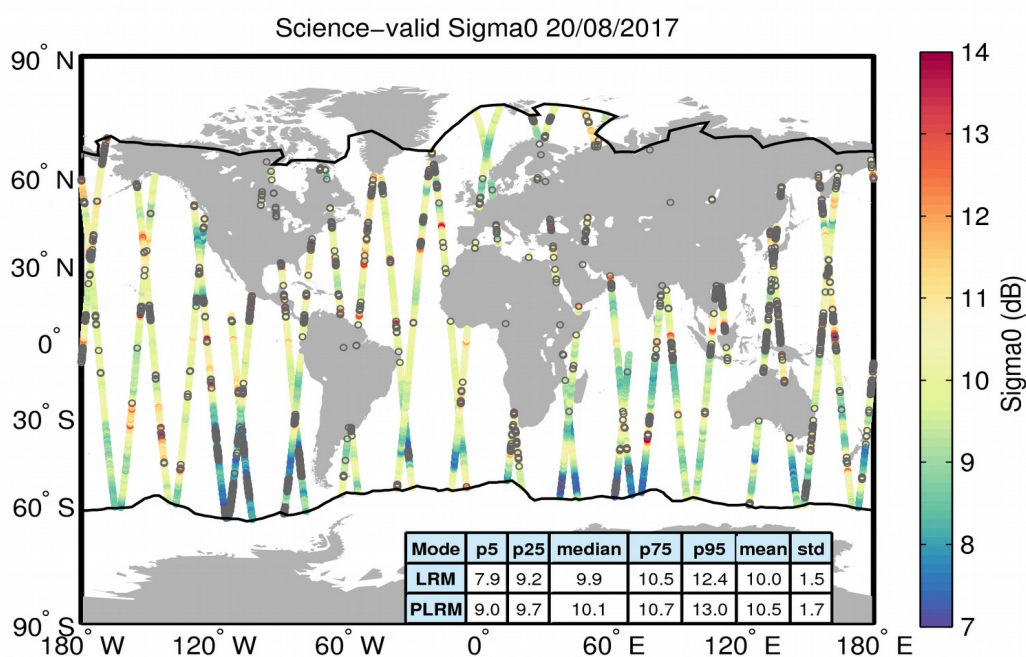 Science−valid Sigma0 20/08/2017
90° N
60° N
30° N
0°
30° S
60° S
90° S
180° W
120° W
60° W
0°
60° E
120° E
180° E
14
13
12
11
10
9
8
7
Sigma0 (dB)
Mode p5 p25 median p75 p95 mean std
LRM 7.9 9.2 9.9 10.5 12.4 10.0 1.5
PLRM 9.0 9.7 10.1 10.7 13.0 10.5 1.7